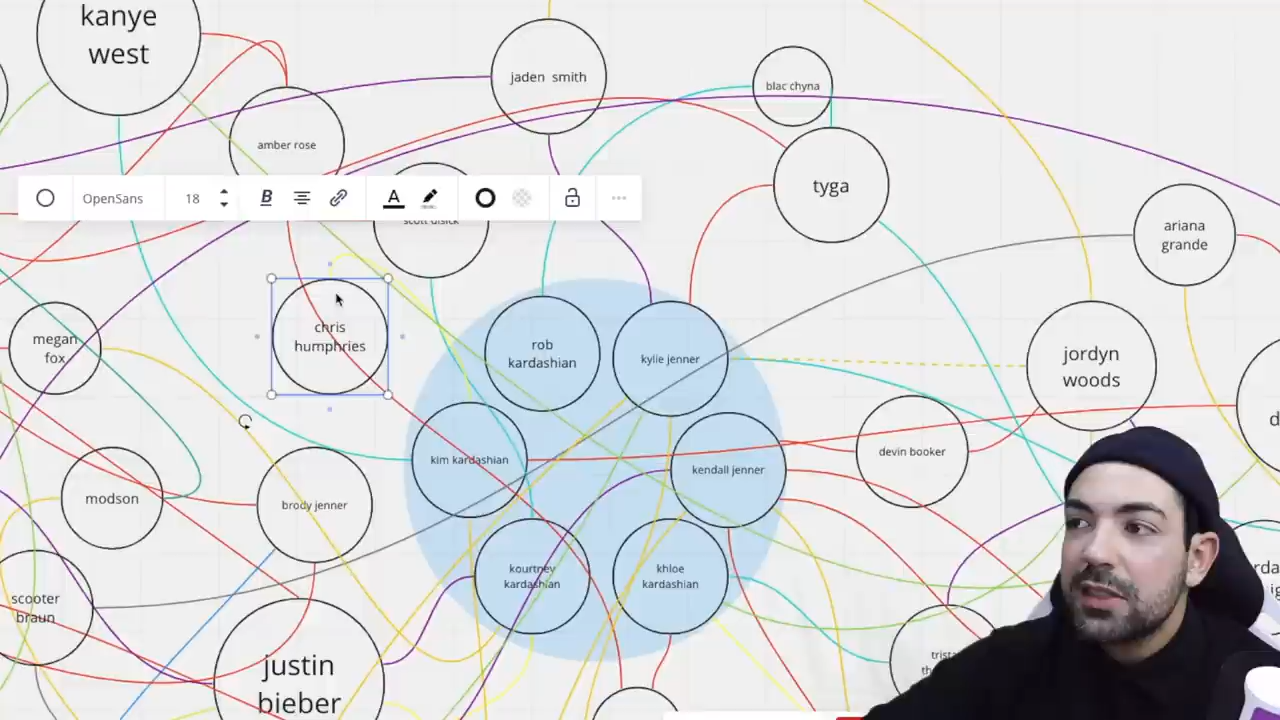 kanye
west
jaden smith
blac chyna
amber rose
tyga
OpenSans
18
B
A
scott disick
ariana
grande
chris
humphries
megan
fox
rob
kardashian
kylie jenner
jordyn
woods
kim kardashian
kendall jenner
devin booker
modson
brody jenner
kourtney
kardashian
khloe
kardashian
scooter
braun
justin
bieber